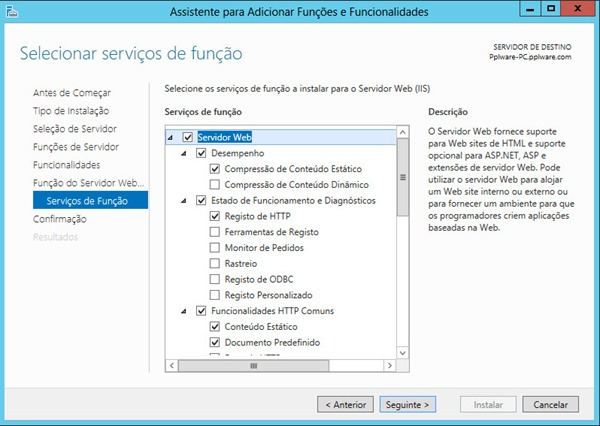 Assistente para Adicionar Funções e Funcionalidades
Selecionar serviços de função
SERVIDOR DE DESTINO
Pplware-PC.pplware.com
Antes de Começar
Tipo de Instalação
Seleção de Servidor
Funções de Servidor
Funcionalidades
Função do Servidor Web...
Serviços de Função
Confirmação
Resultados
Selecione os serviços de função a instalar para o Servidor Web (IIS)
Serviços de função
Servidor Web
Desempenho
Compressão de Conteúdo Estático
Compressão de Conteúdo Dinâmico
Estado de Funcionamento e Diagnósticos
Registo de HTTP
Ferramentas de Registo
Monitor de Pedidos
Rastreio
Registo de ODBC
Registo Personalizado
Funcionalidades HTTP Comuns
Conteúdo Estático
Documento Predefinido
Descrição
O Servidor Web fornece suporte
para Web sites de HTML e suporte
opcional para ASP.NET, ASP e
extensões de servidor Web. Pode
utilizar o servidor Web para alojar
um Web site interno ou externo ou
para fornecer um ambiente para que
os programadores criem aplicações
baseadas na Web.
< Anterior
Seguinte >
Instalar
Cancelar